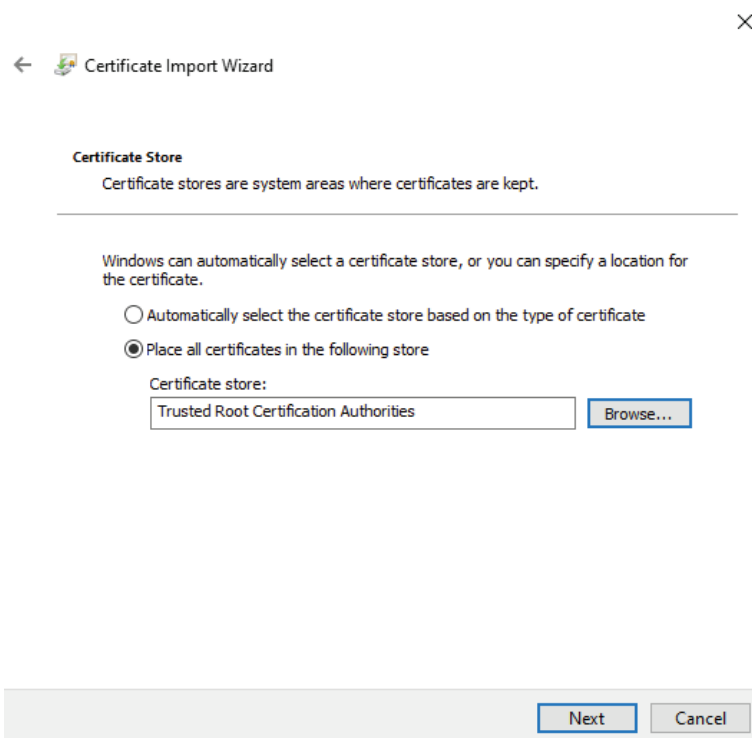 Certificate Import Wizard
Certificate Store
Certificate stores are system areas where certificates are kept.
Windows can automatically select a certificate store, or you can specify a location for
the certificate.
Automatically select the certificate store based on the type of certificate
Place all certificates in the following store
Certificate store:
Trusted Root Certification Authorities
Browse...
Next
Cancel